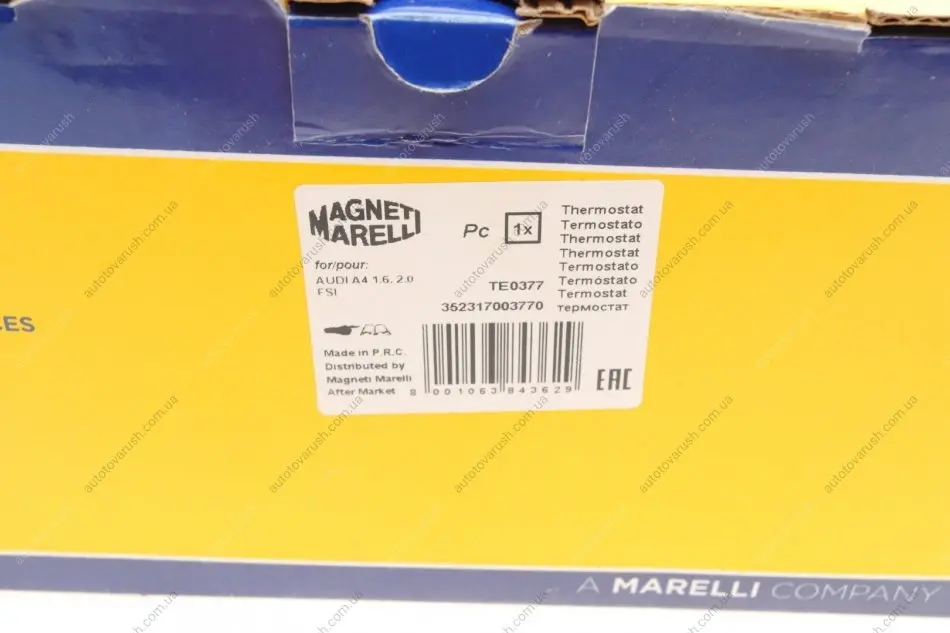 MAGNETI
MARELLI
Pc 1x
for/pour:
AUDI A4 1.6, 2.0
FSI
TE0377
352317003770
Thermostat
Termostato
Thermostat
Thermostat
Termostato
Termóstato
Termostat
термостат
Made in P.R.C.
Distributed by
Magneti Marelli
After Market
8 001063 843629
EAC
CES
A MARELLI COMPANY
autotovarush.com.ua